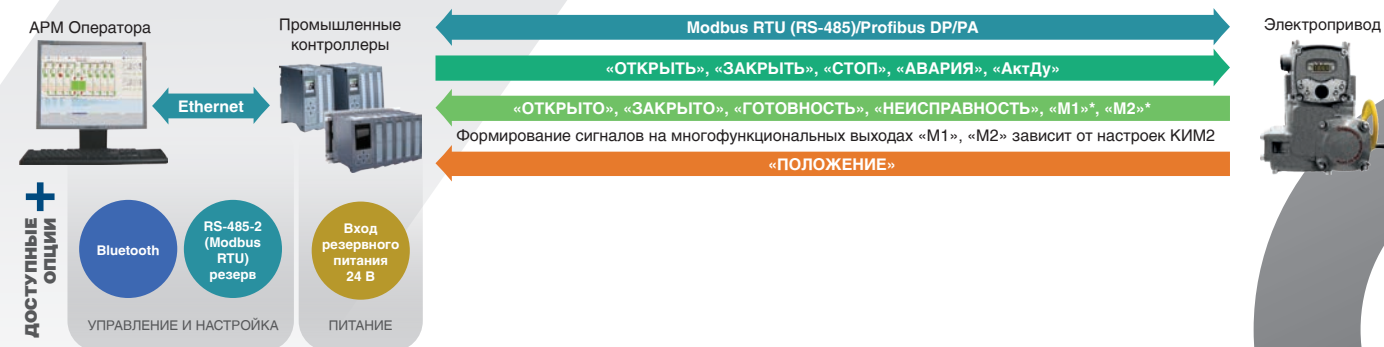 АРМ Оператора
Промышленные
контроллеры
Ethernet
Modbus RTU (RS-485)/Profibus DP/PA
«ОТКРЫТЬ», «ЗАКРЫТЬ», «СТОП», «АВАРИЯ», «АктДу»
«ОТКРЫТО», «ЗАКРЫТО», «ГОТОВНОСТЬ», «НЕИСПРАВНОСТЬ», «М1»*, «М2»*
Формирование сигналов на многофункциональных выходах «М1», «М2» зависит от настроек КИМ2
«ПОЛОЖЕНИЕ»
Электропривод
+
ДОСТУПНЫЕ
ОПЦИИ
Bluetooth
RS-485-2
(Modbus
RTU)
резерв
Вход
резервного
питания
24 В
УПРАВЛЕНИЕ И НАСТРОЙКА
ПИТАНИЕ